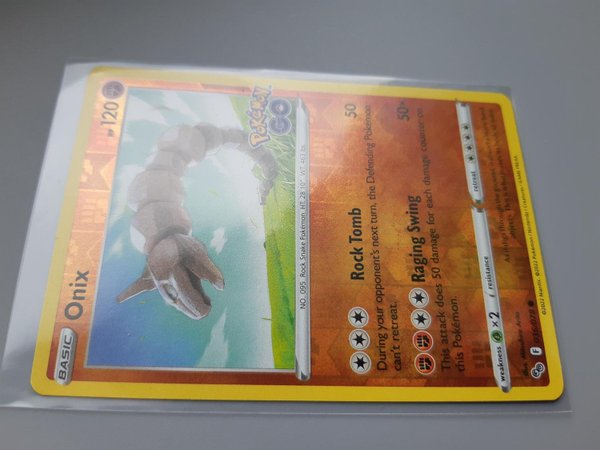 BASIC
Onix
HP 120
Pokémon
GO
NO. 095 Rock Snake Pokémon HT: 28'10" WT: 463 lbs.
Rock Tomb 50
During your opponent's next turn, the Defending Pokémon
can't retreat.
Raging Swing 50×
This attack does 50 damage for each damage counter on
this Pokémon.
weakness ×2 resistance retreat
F
©2022 Pokémon